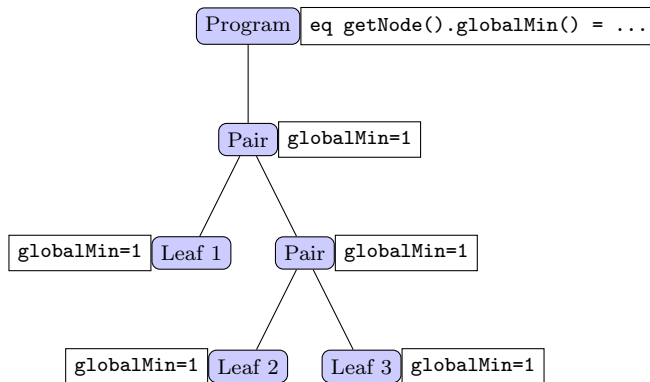 Program eq getNode().globalMin() = ...
Pair globalMin=1
globalMin=1 Leaf 1 Pair globalMin=1
globalMin=1 Leaf 2 Leaf 3 globalMin=1